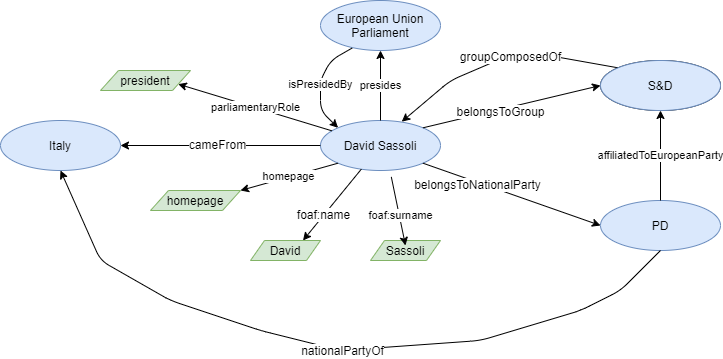 European Union
Parliament
groupComposedOf
president
isPresidedBy
presides
S&D
parliamentaryRole
belongsToGroup
Italy
cameFrom
David Sassoli
affiliatedToEuropeanParty
homepage
belongsToNationalParty
homepage
foaf:name
foaf:surname
PD
David
Sassoli
nationalPartyOf